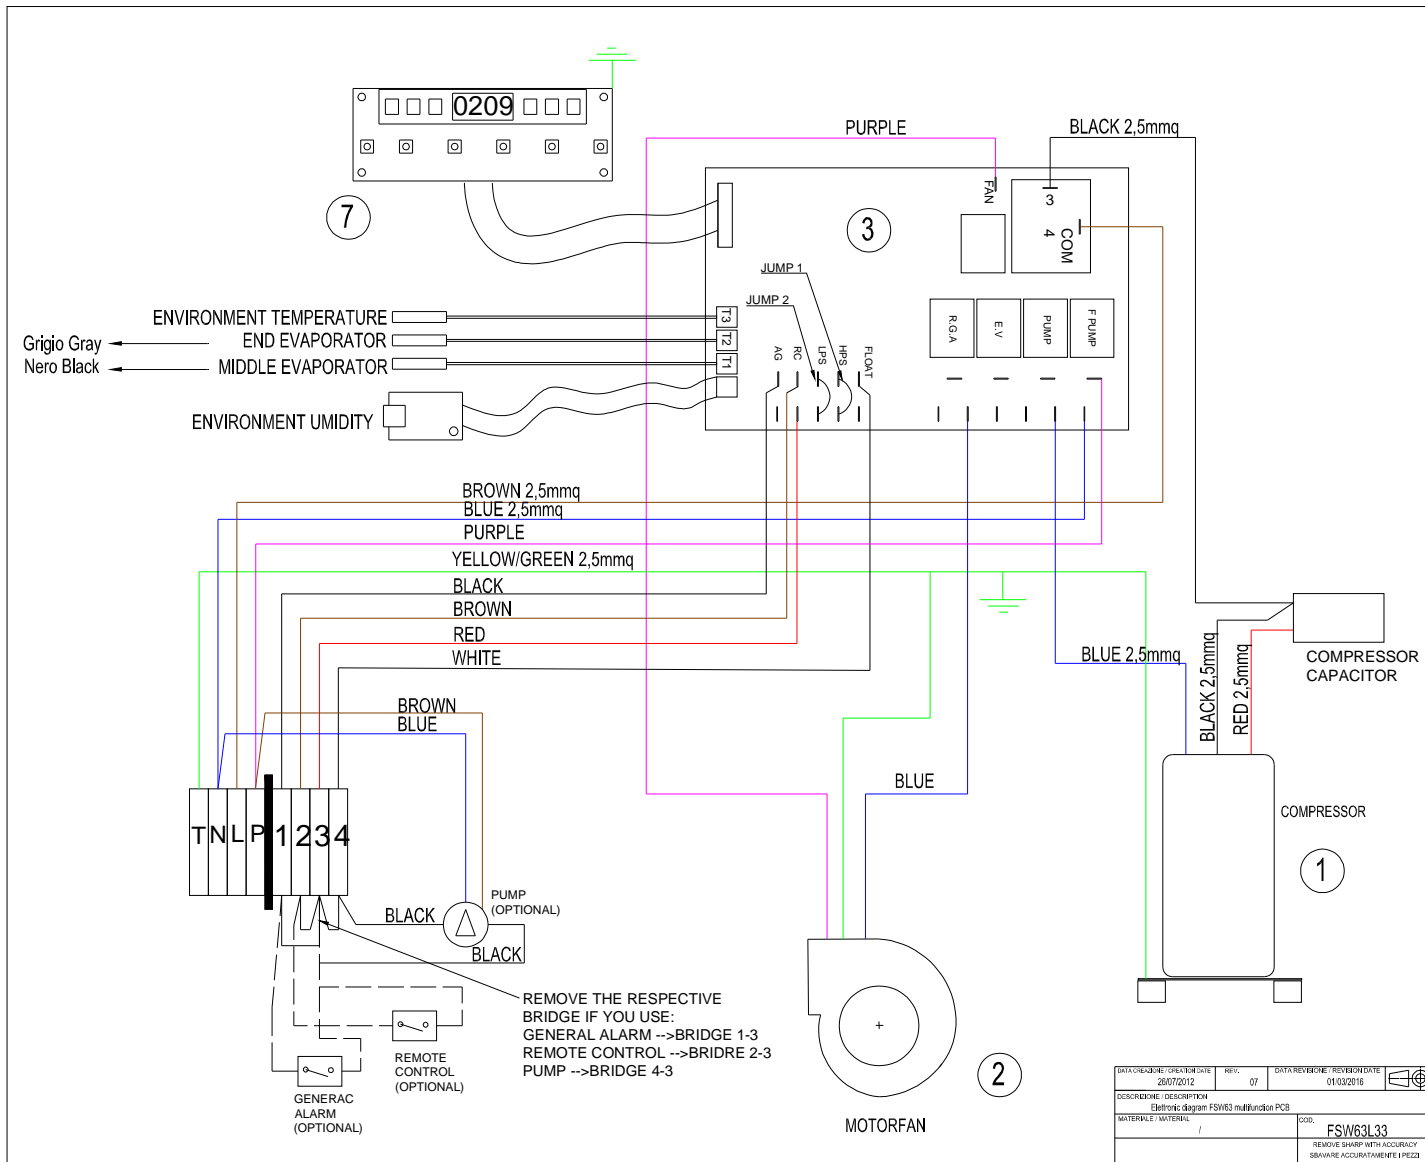 0209
7
PURPLE
BLACK 2,5mmq
FAN
3
4
COM
3
JUMP 1
JUMP 2
ENVIRONMENT TEMPERATURE
T3
Grigio Gray
END EVAPORATOR
T2
Nero Black
MIDDLE EVAPORATOR
T1
ENVIRONMENT UMIDITY
AG
RC
LPS
HPS
FLOAT
R.G.A
E.V
PUMP
F PUMP
BROWN 2,5mmq
BLUE 2,5mmq
PURPLE
YELLOW/GREEN 2,5mmq
BLACK
BROWN
RED
WHITE
BROWN
BLUE
BLUE 2,5mmq
BLACK 2,5mmq
RED 2,5mmq
COMPRESSOR
CAPACITOR
BLUE
COMPRESSOR
1
T N L P 1 2 3 4
PUMP
(OPTIONAL)
BLACK
BLACK
REMOVE THE RESPECTIVE
BRIDGE IF YOU USE:
GENERAL ALARM -->BRIDGE 1-3
REMOTE CONTROL -->BRIDRE 2-3
PUMP -->BRIDGE 4-3
REMOTE
CONTROL
(OPTIONAL)
GENERAC
ALARM
(OPTIONAL)
2
MOTORFAN
DATA CREAZIONE / CREATION DATE
26/07/2012
REV.
07
DATA REVISIONE / REVISION DATE
01/03/2016
DESCRIZIONE / DESCRIPTION
Elettronic diagram FSW63 multifunction PCB
MATERIALE / MATERIAL
/
COD.
FSW63L33
REMOVE SHARP WITH ACCURACY
SBAVARE ACCURATAMENTE I PEZZI